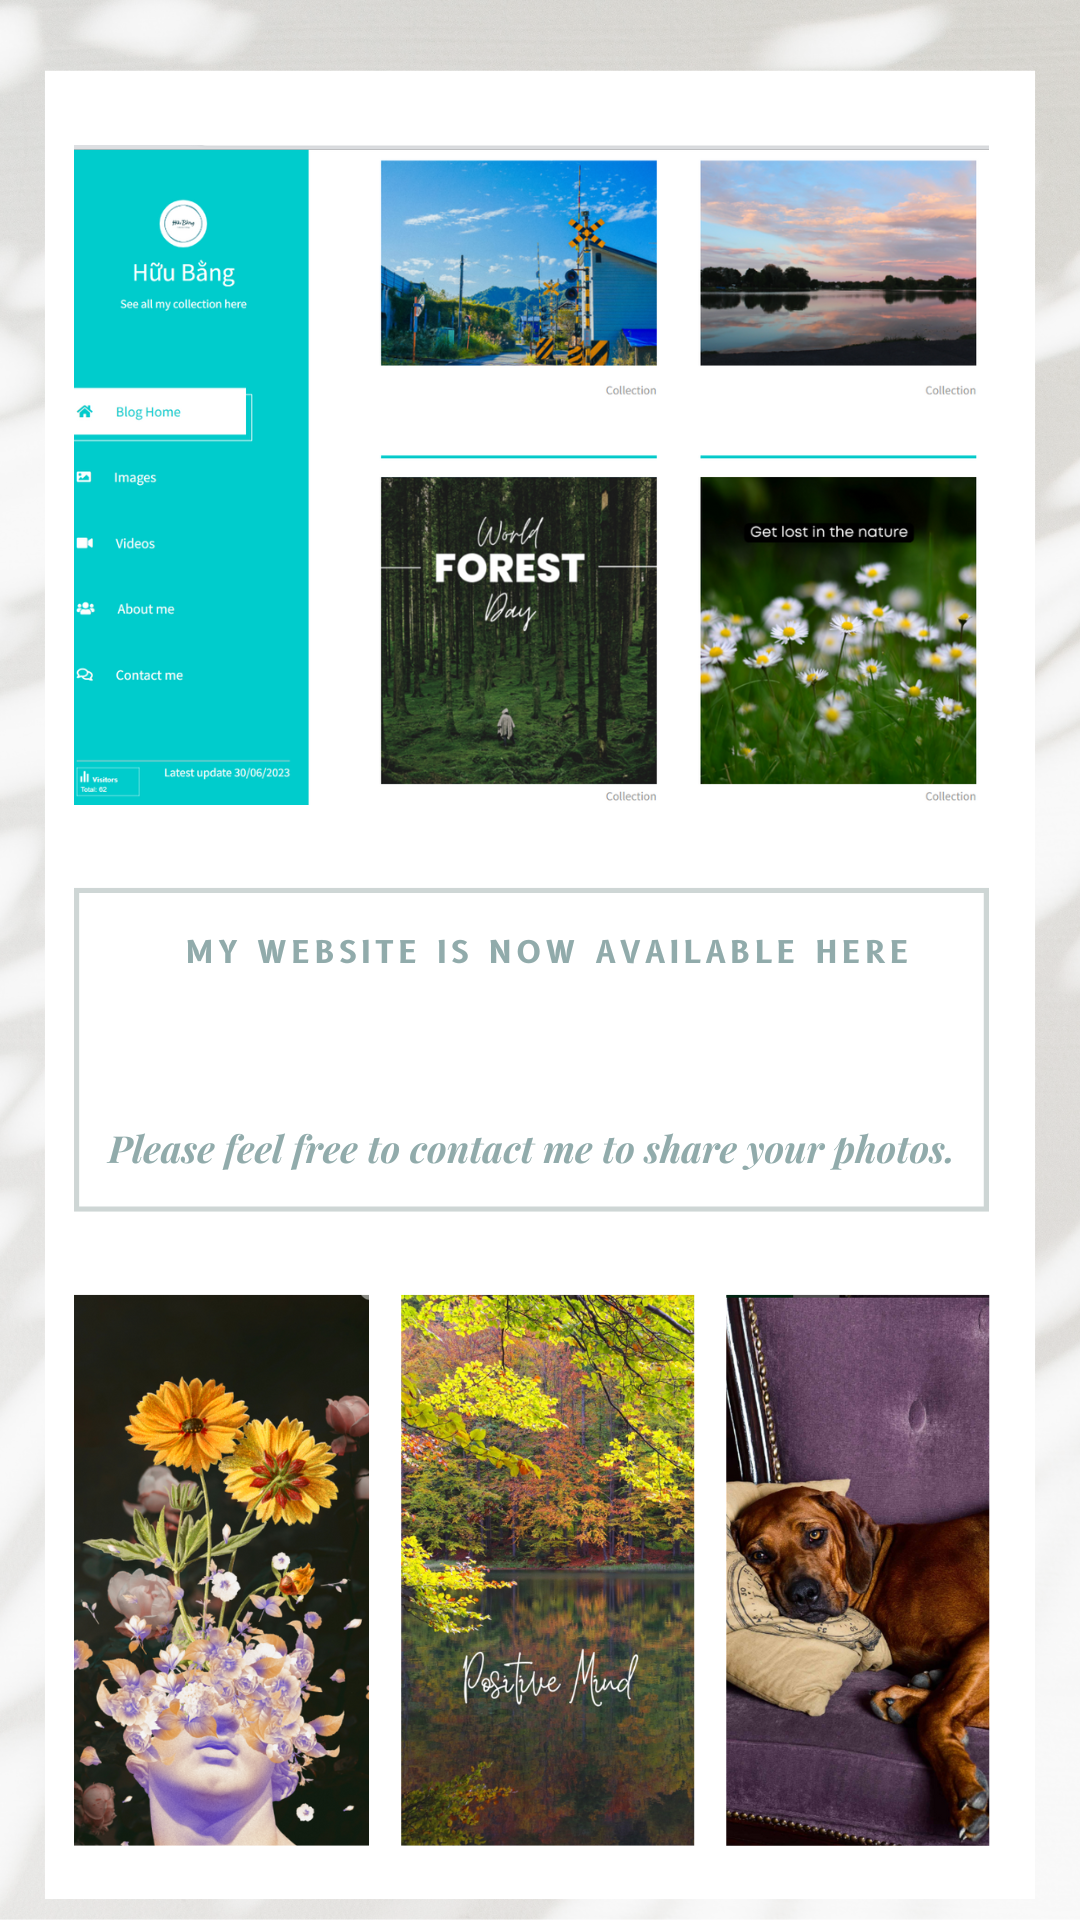 Hữu Bằng
Hữu Bằng
See all my collection here
Blog Home
Images
Videos
About me
Contact me
Visitors
Total: 62
Latest update 30/06/2023
Collection
Collection
World
FOREST
Day
Get lost in the nature
Collection
Collection
MY WEBSITE IS NOW AVAILABLE HERE
Please feel free to contact me to share your photos.
Positive Mind